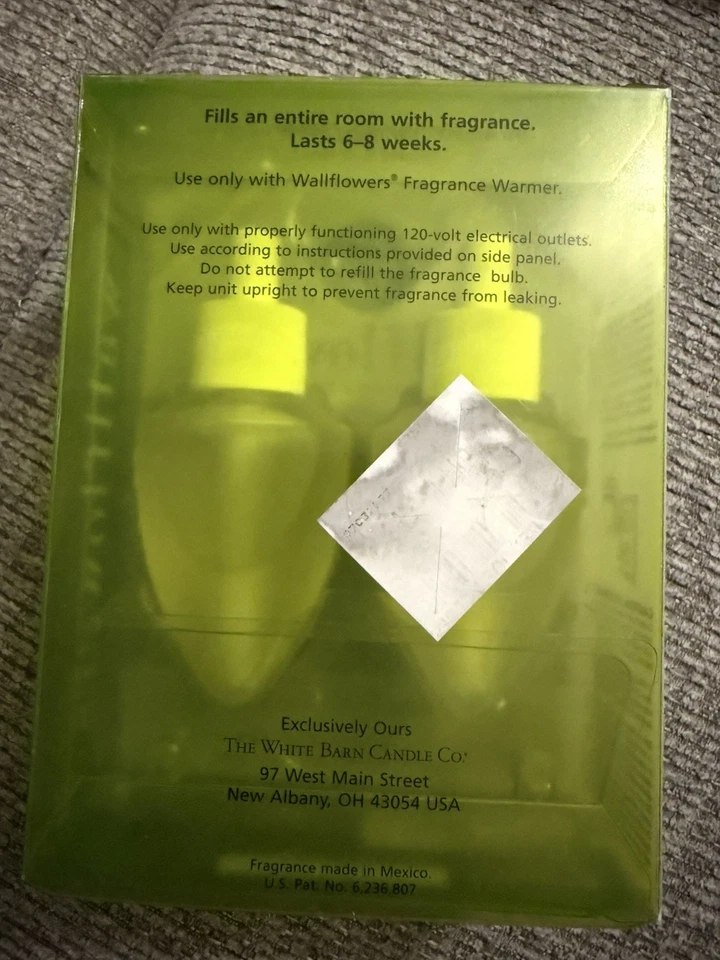 Fills an entire room with fragrance.
Lasts 6–8 weeks.
Use only with Wallflowers® Fragrance Warmer.
Use only with properly functioning 120-volt electrical outlets.
Use according to instructions provided on side panel.
Do not attempt to refill the fragrance bulb.
Keep unit upright to prevent fragrance from leaking.
Exclusively Ours
THE WHITE BARN CANDLE CO.®
97 West Main Street
New Albany, OH 43054 USA
Fragrance made in Mexico.
U.S. Pat. No. 6,236,807